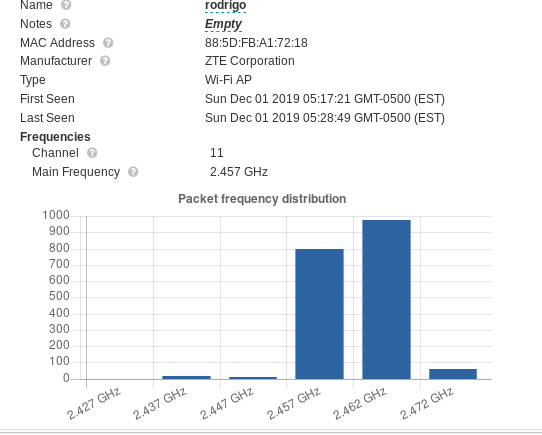 Name ? rodrigo
Notes ? Empty
MAC Address ? 88:5D:FB:A1:72:18
Manufacturer ? ZTE Corporation
Type Wi-Fi AP
First Seen Sun Dec 01 2019 05:17:21 GMT-0500 (EST)
Last Seen Sun Dec 01 2019 05:28:49 GMT-0500 (EST)
Frequencies
Channel ? 11
Main Frequency ? 2.457 GHz
Packet frequency distribution
1000
900
800
700
600
500
400
300
200
100
0
2.427 GHz 2.437 GHz 2.447 GHz 2.457 GHz 2.462 GHz 2.472 GHz